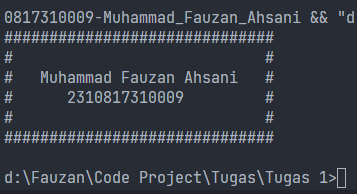 0817310009-Muhammad_Fauzan_Ahsani && "d
##############################
#                            #
#   Muhammad Fauzan Ahsani   #
#      2310817310009         #
#                            #
##############################
d:\Fauzan\Code Project\Tugas\Tugas 1>